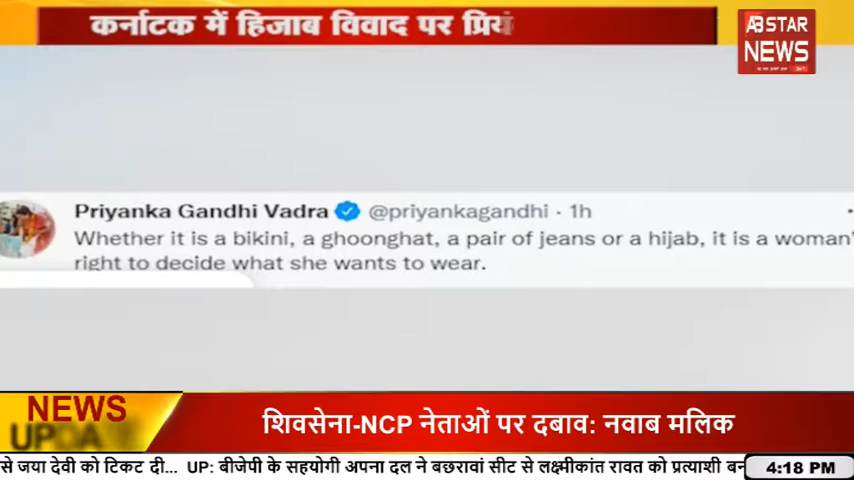 कर्नाटक में हिजाब विवाद पर
AB STAR
NEWS
Priyanka Gandhi Vadra @priyankagandhi · 1h
Whether it is a bikini, a ghoonghat, a pair of jeans or a hijab, it is a woman'
right to decide what she wants to wear.
NEWS
UPDA
शिवसेना-NCP नेताओं पर दबाव: नवाब मलिक
से जया देवी को टिकट दी... UP: बीजेपी के सहयोगी अपना दल ने बछरावां सीट से लक्ष्मीकांत रावत को प्रत्याशी बन
4:18 PM